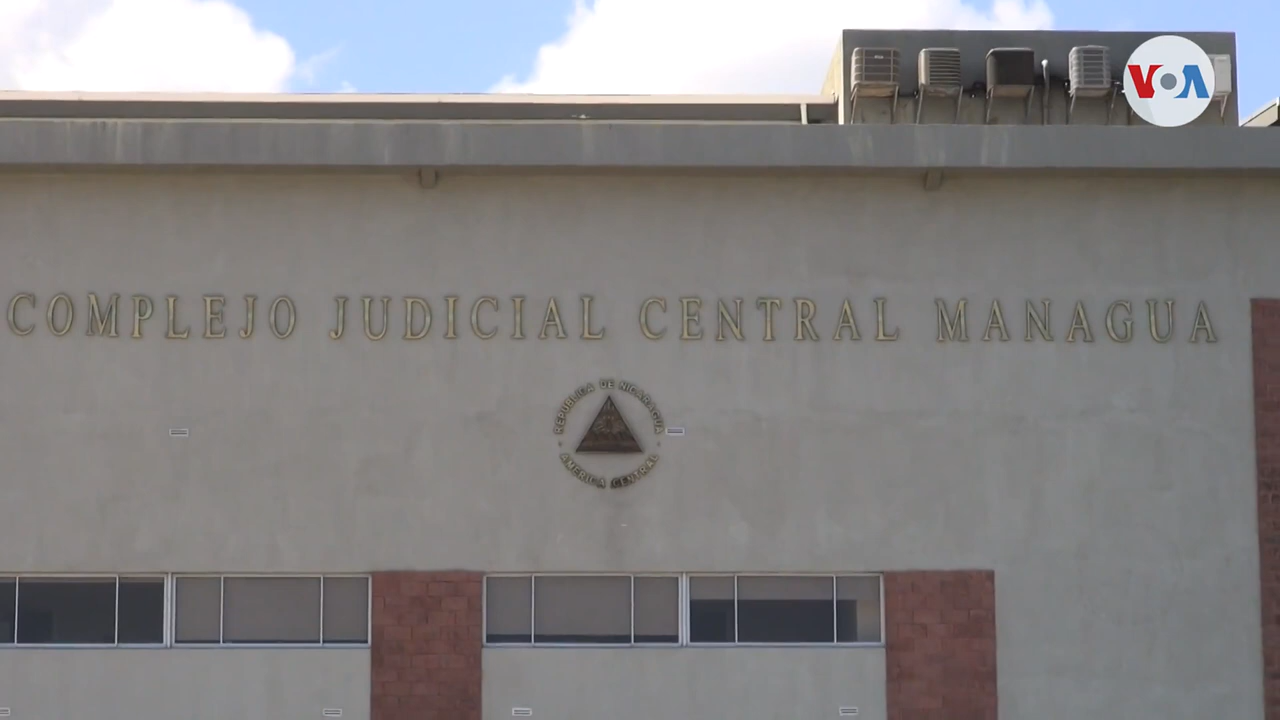 VOA
COMPLEJO JUDICIAL CENTRAL MANAGUA
REPUBLICA DE NICARAGUA
AMERICA CENTRAL